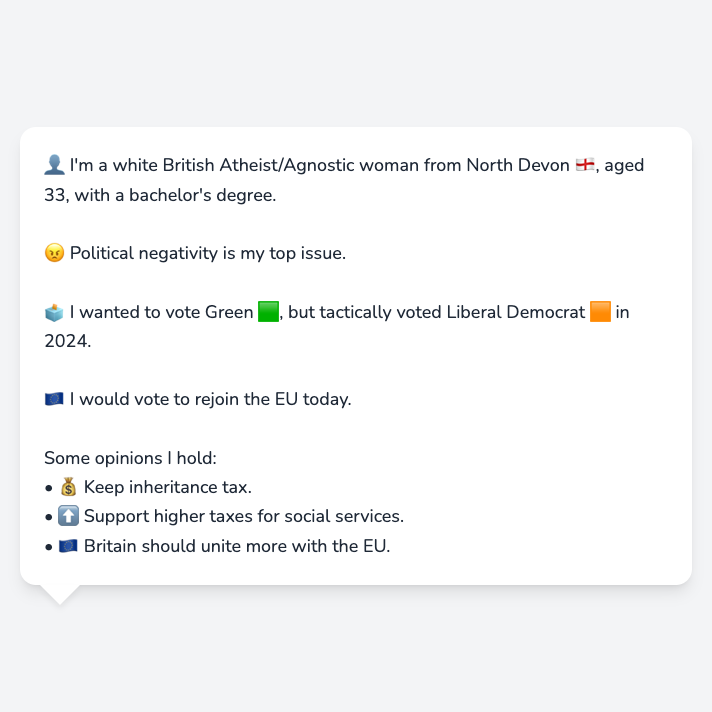 👤 I'm a white British Atheist/Agnostic woman from North Devon 🏴󠁧󠁢󠁥󠁮󠁧󠁿, aged
33, with a bachelor's degree.
😠 Political negativity is my top issue.
🗳️ I wanted to vote Green 🟩, but tactically voted Liberal Democrat 🟧 in
2024.
🇪🇺 I would vote to rejoin the EU today.
Some opinions I hold:
• 💰 Keep inheritance tax.
• ⬆️ Support higher taxes for social services.
• 🇪🇺 Britain should unite more with the EU.